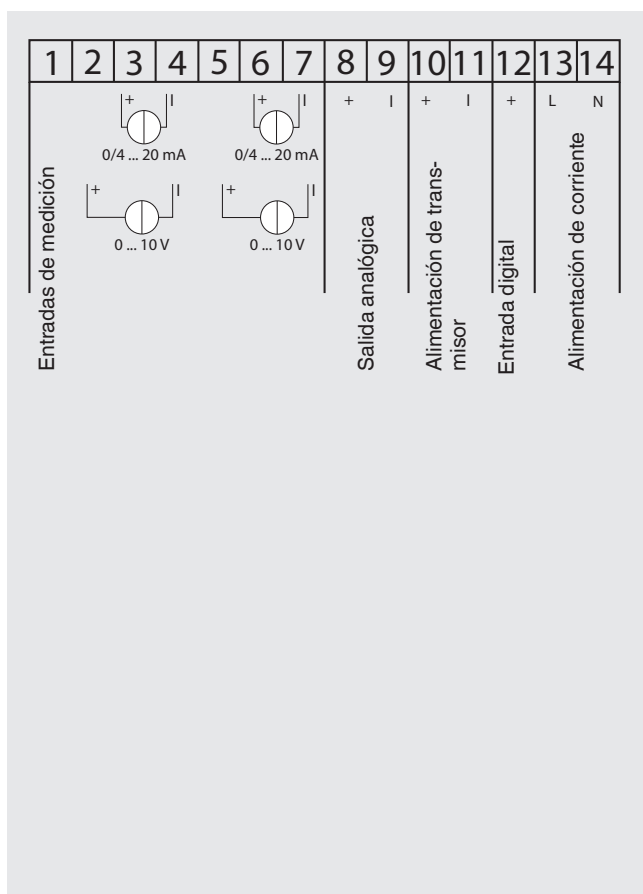 1 2 3 4 5 6 7 8 9 10 11 12 13 14
+ I + I + I + I + L N
0/4 ... 20 mA 0/4 ... 20 mA
+ I + I
0 ... 10 V 0 ... 10 V
Entradas de medición
Salida analógica
Alimentación de trans-
misor
Entrada digital
Alimentación de corriente